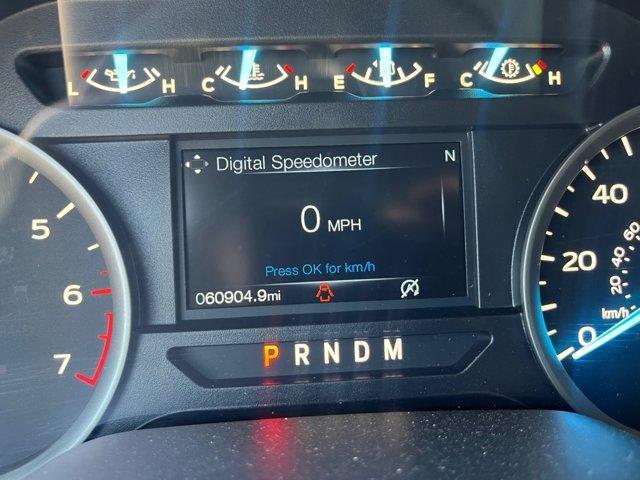 L H C H E F C H
Digital Speedometer N
0 MPH
Press OK for km/h
060904.9mi
P R N D M
5
6
7
40
20
0
60
40
20
km/h